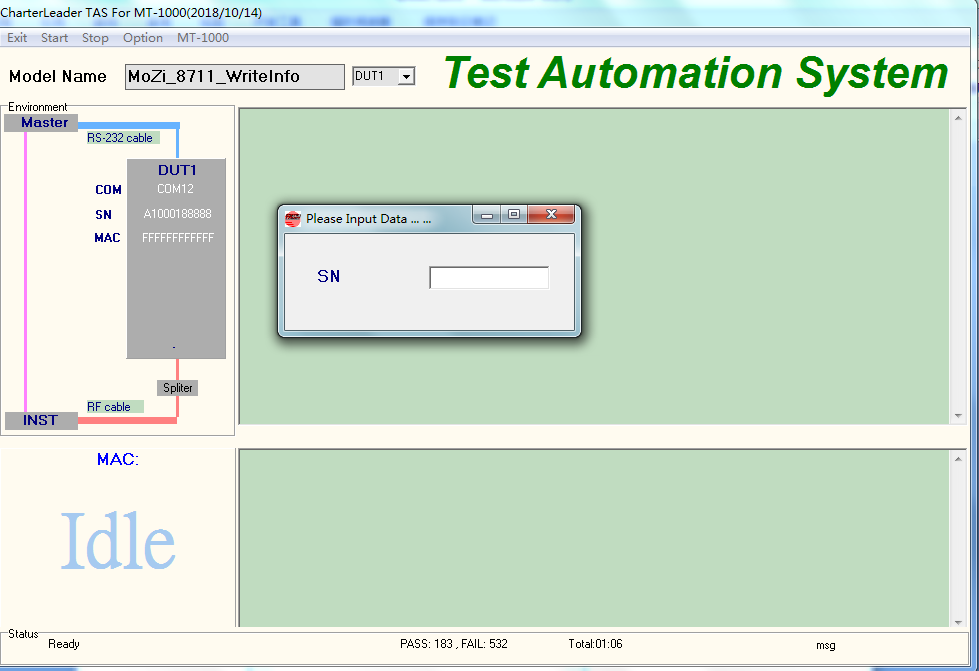 CharterLeader TAS For MT-1000(2018/10/14)
Exit Start Stop Option MT-1000
Model Name MoZi_8711_WriteInfo DUT1 Test Automation System
Environment
Master
RS-232 cable
DUT1
COM COM12
SN A1000188888
MAC FFFFFFFFFFFF
-
Spliter
RF cable
INST
Please Input Data ... ...
SN
MAC:
Idle
Status
Ready PASS: 183 , FAIL: 532 Total:01:06 msg